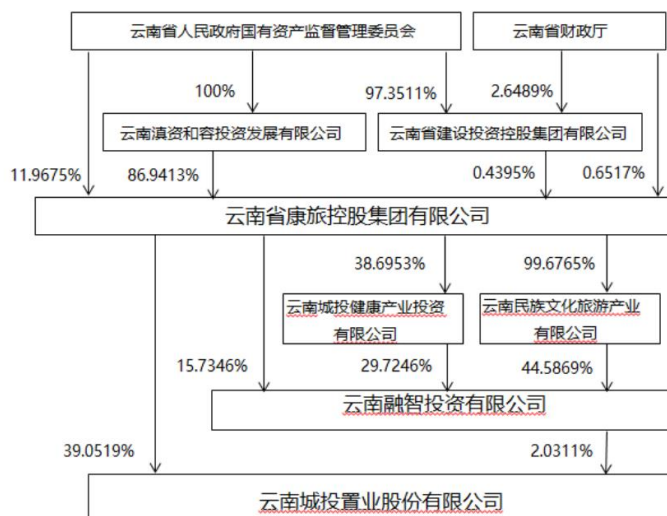 云南省人民政府国有资产监督管理委员会
云南省财政厅
100%
97.3511%
2.6489%
云南滇资和容投资发展有限公司
云南省建设投资控股集团有限公司
11.9675%
86.9413%
0.4395%
0.6517%
云南省康旅控股集团有限公司
38.6953%
99.6765%
云南城投健康产业投资
有限公司
云南民族文化旅游产业
有限公司
15.7346%
29.7246%
44.5869%
云南融智投资有限公司
39.0519%
2.0311%
云南城投置业股份有限公司